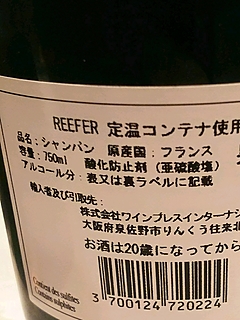 REEFER 定温コンテナ使用
品名：シャンパン 原産国：フランス
容量：750ml 酸化防止剤（亜硫酸塩）
アルコール分：表又は裏ラベルに記載
輸入者及び引取先：
株式会社ワインプレスインターナシ
大阪府泉佐野市りんくう往来北
お酒は20歳になってから
Contient des sulfites
Contains sulphites
3 700124 720224